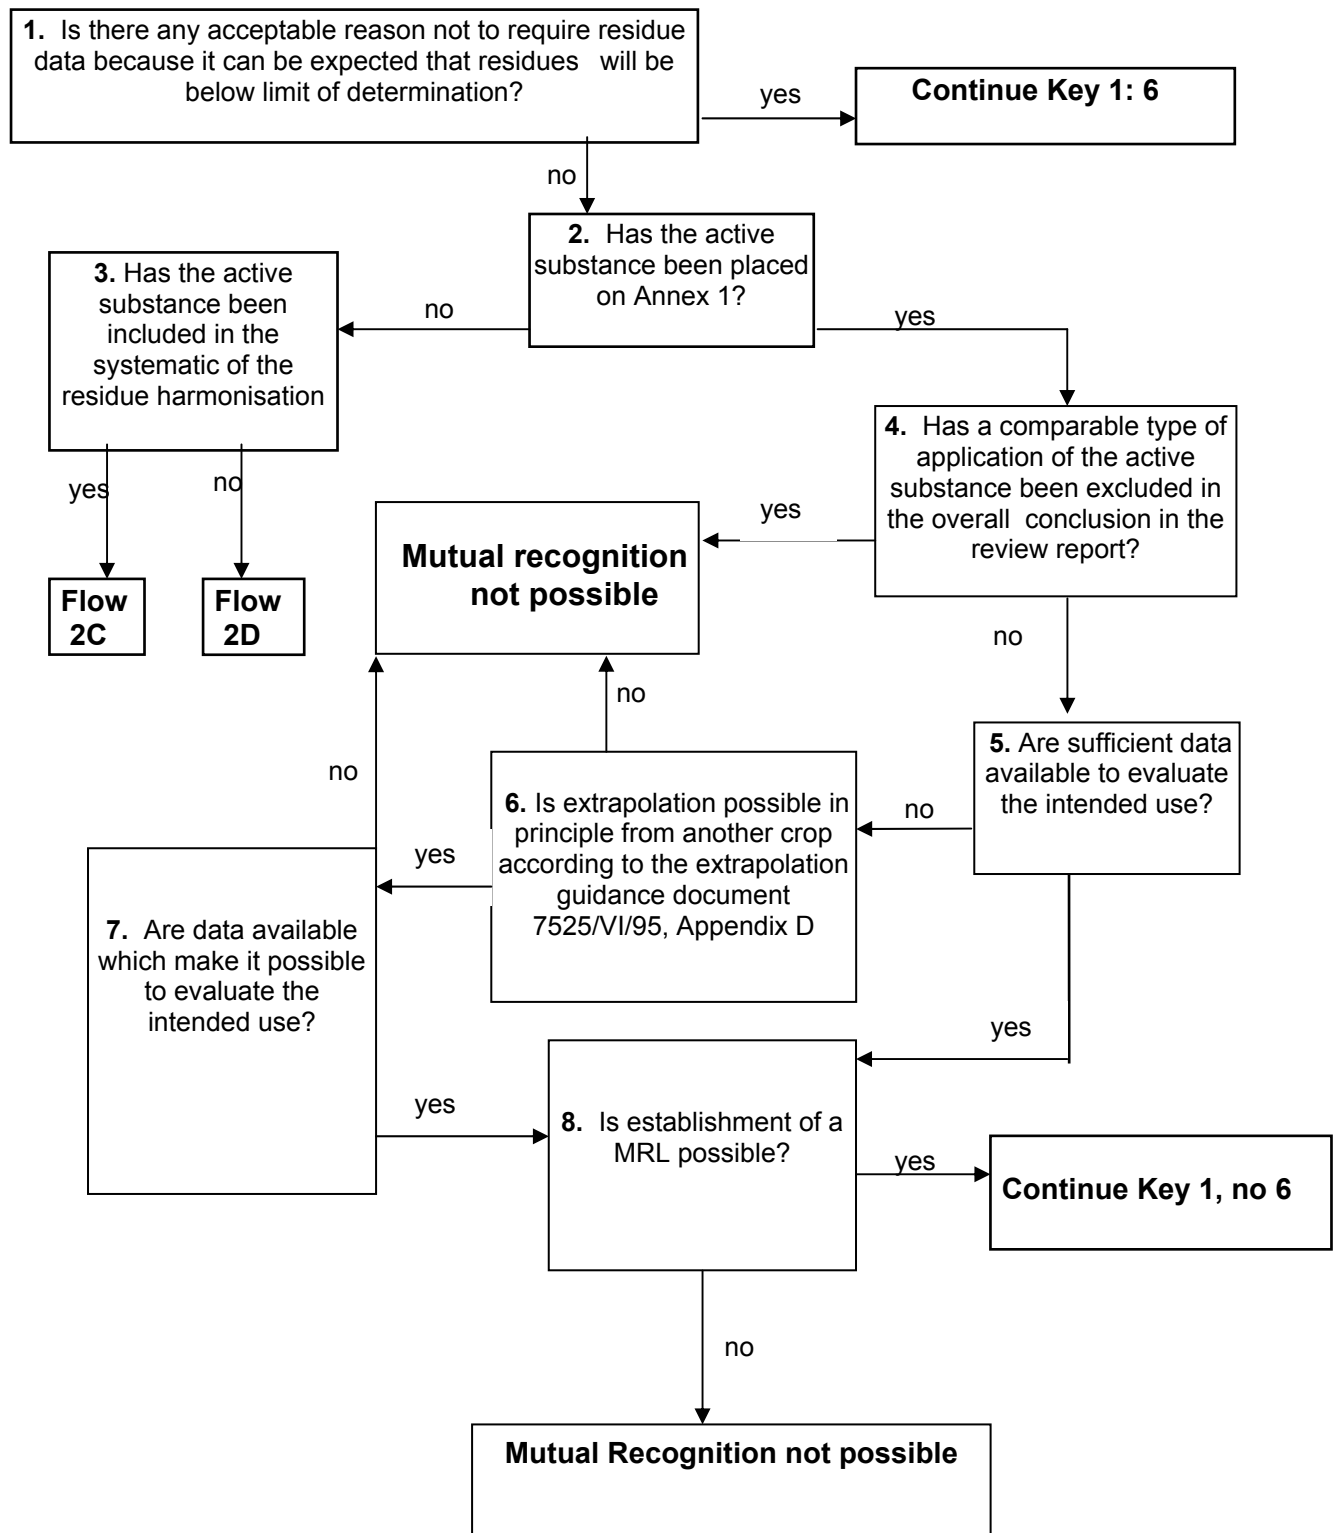 1. Is there any acceptable reason not to require residue
data because it can be expected that residues will be
below limit of determination?
yes
Continue Key 1: 6
no
2. Has the active
substance been placed
on Annex 1?
3. Has the active
substance been
included in the
systematic of the
residue harmonisation
no
yes
4. Has a comparable type of
application of the active
substance been excluded in
the overall conclusion in the
review report?
yes
no
yes
Mutual recognition
not possible
Flow
2C
Flow
2D
no
no
5. Are sufficient data
available to evaluate
the intended use?
no
6. Is extrapolation possible in
principle from another crop
according to the extrapolation
guidance document
7525/VI/95, Appendix D
no
yes
7. Are data available
which make it possible
to evaluate the
intended use?
yes
yes
8. Is establishment of a
MRL possible?
yes
Continue Key 1, no 6
no
Mutual Recognition not possible